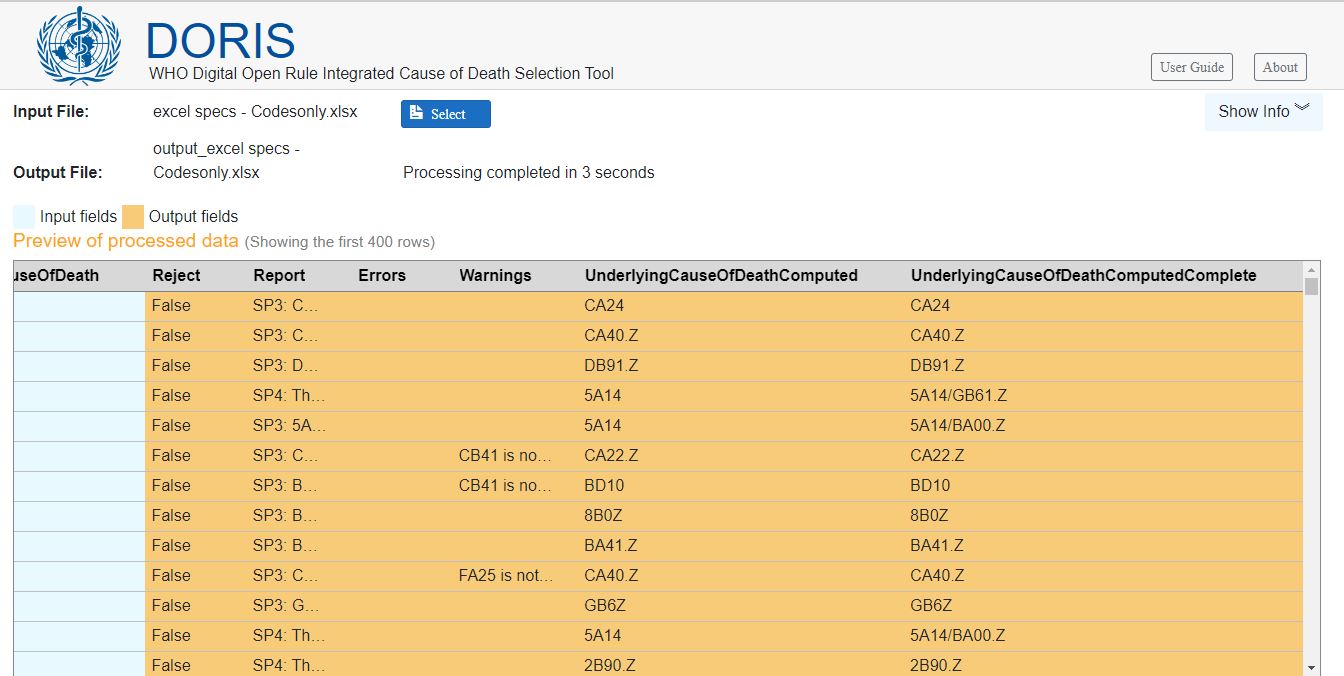 DORIS
WHO Digital Open Rule Integrated Cause of Death Selection Tool
User Guide About
Input File: excel specs - Codesonly.xlsx Select Show Info
output_excel specs -
Output File: Codesonly.xlsx Processing completed in 3 seconds
Input fields Output fields
Preview of processed data (Showing the first 400 rows)
useOfDeath Reject Report Errors Warnings UnderlyingCauseOfDeathComputed UnderlyingCauseOfDeathComputedComplete
False SP3: C... CA24 CA24
False SP3: C... CA40.Z CA40.Z
False SP3: D... DB91.Z DB91.Z
False SP4: Th... 5A14 5A14/GB61.Z
False SP3: 5A... 5A14 5A14/BA00.Z
False SP3: C... CB41 is no... CA22.Z CA22.Z
False SP3: B... CB41 is no... BD10 BD10
False SP3: B... 8B0Z 8B0Z
False SP3: B... BA41.Z BA41.Z
False SP3: C... FA25 is not... CA40.Z CA40.Z
False SP3: G... GB6Z GB6Z
False SP4: Th... 5A14 5A14/BA00.Z
False SP4: Th... 2B90.Z 2B90.Z